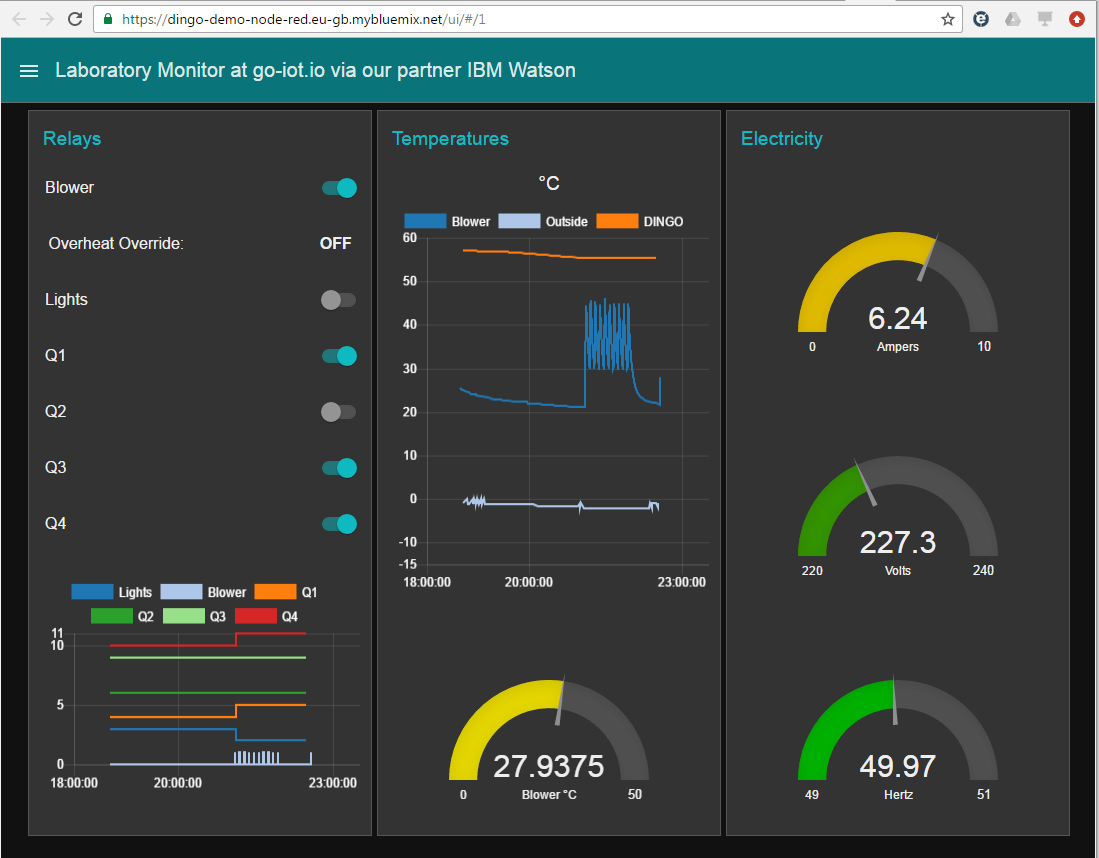 https://dingo-demo-node-red.eu-gb.mybluemix.net/ui/#/1
Laboratory Monitor at go-iot.io via our partner IBM Watson
Relays
Blower
Overheat Override: OFF
Lights
Q1
Q2
Q3
Q4
Lights Blower Q1
Q2 Q3 Q4
11
10
5
0
18:00:00 20:00:00 23:00:00
Temperatures
°C
Blower Outside DINGO
60
50
40
30
20
10
0
-10
-15
18:00:00 20:00:00 23:00:00
27.9375
0 Blower °C 50
Electricity
6.24
0 Ampers 10
227.3
220 Volts 240
49.97
49 Hertz 51